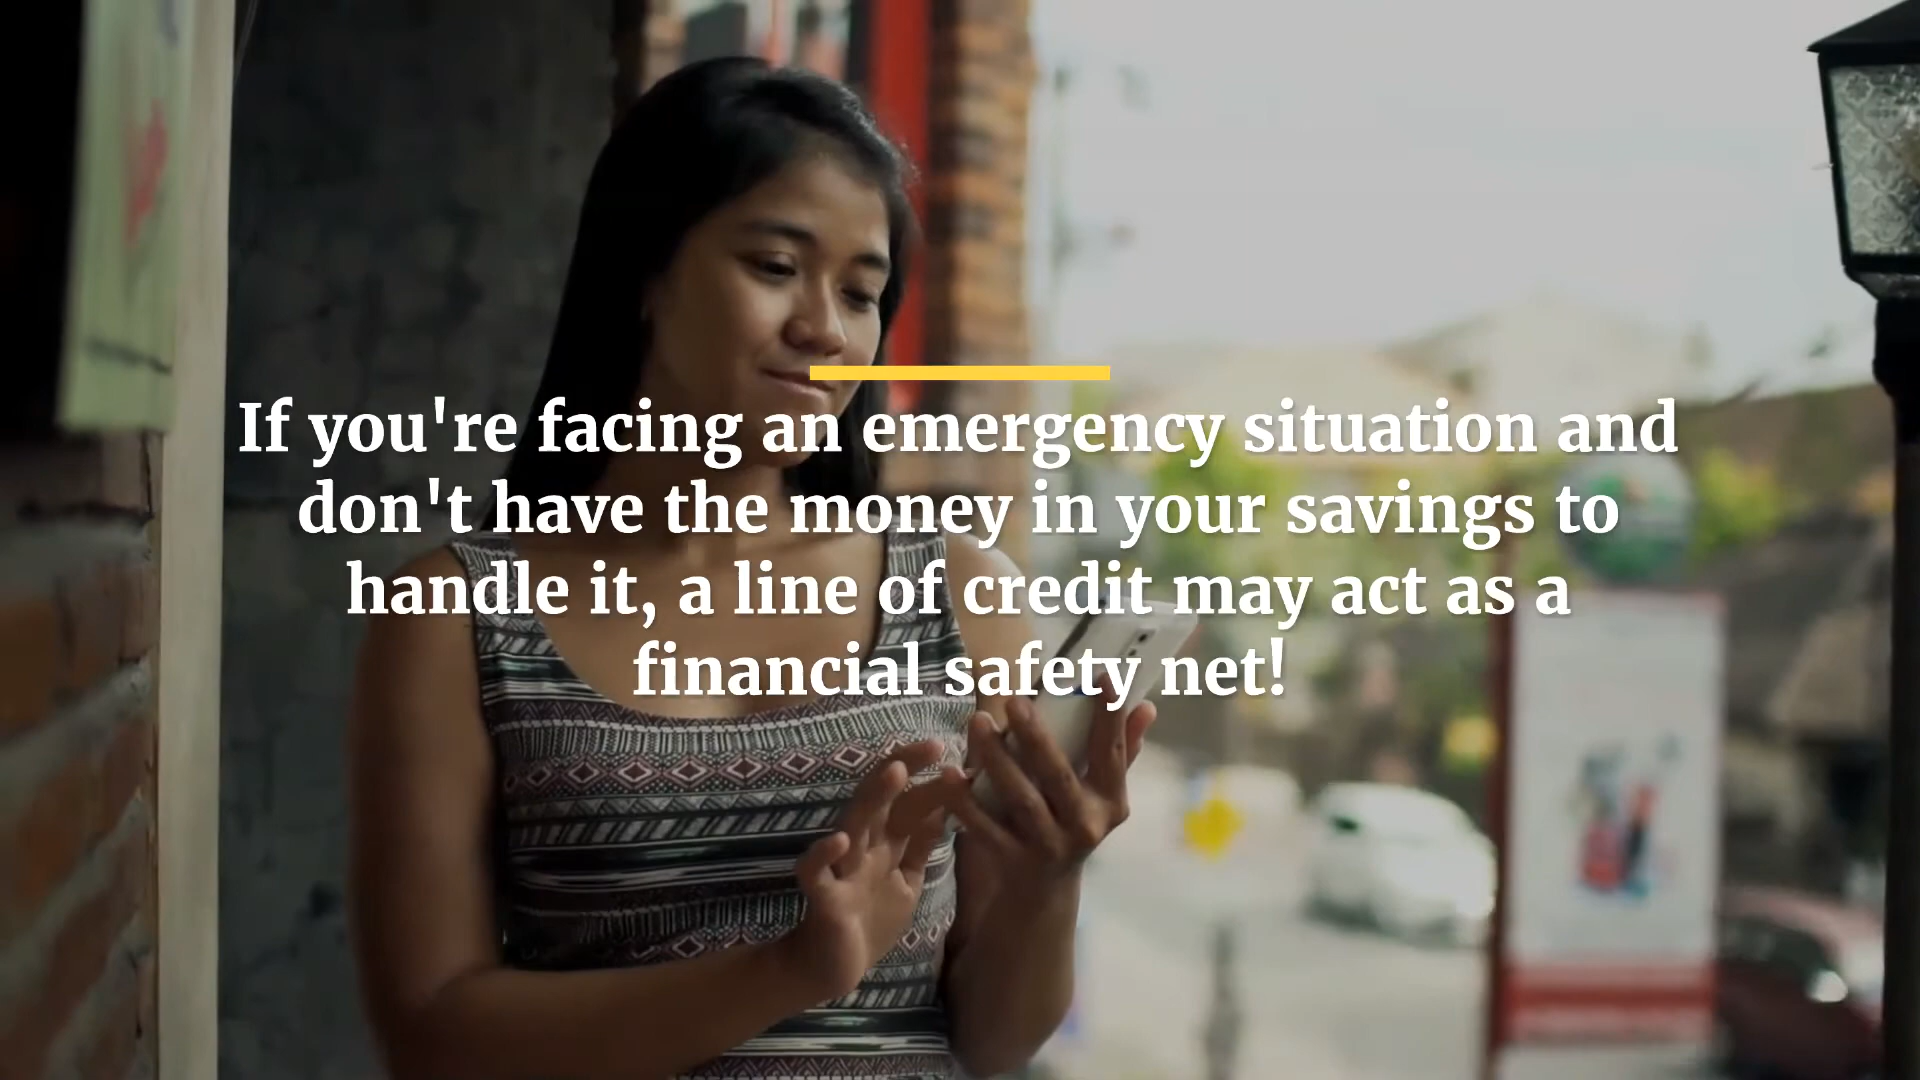 If you're facing an emergency situation and
don't have the money in your savings to
handle it, a line of credit may act as a
financial safety net!